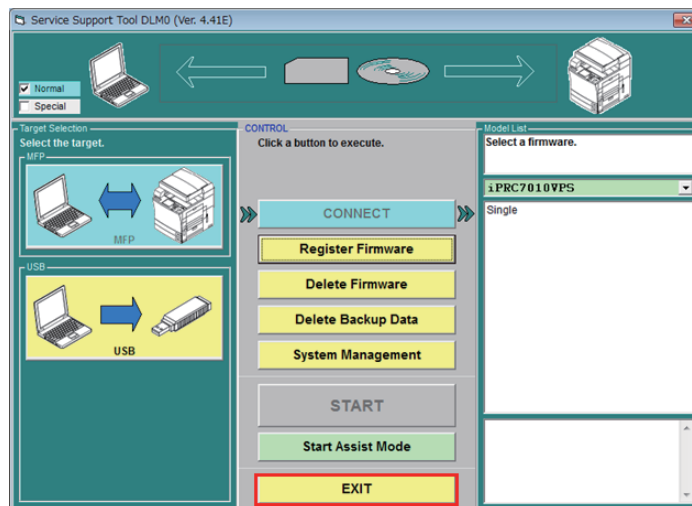 Service Support Tool DLM0 (Ver. 4.41E)
Normal
Special
Target Selection
Select the target.
MFP
MFP
USB
USB
CONTROL
Click a button to execute.
CONNECT
Register Firmware
Delete Firmware
Delete Backup Data
System Management
START
Start Assist Mode
EXIT
Model List
Select a firmware.
iPRC7010VPS
Single